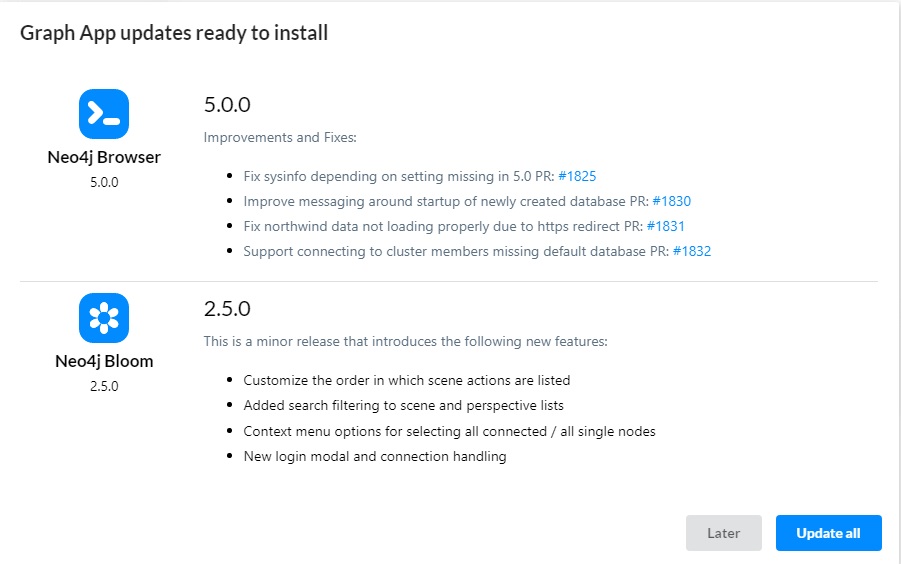 Graph App updates ready to install
Neo4j Browser
5.0.0
5.0.0
Improvements and Fixes:
Fix sysinfo depending on setting missing in 5.0 PR: #1825
Improve messaging around startup of newly created database PR: #1830
Fix northwind data not loading properly due to https redirect PR: #1831
Support connecting to cluster members missing default database PR: #1832
Neo4j Bloom
2.5.0
2.5.0
This is a minor release that introduces the following new features:
Customize the order in which scene actions are listed
Added search filtering to scene and perspective lists
Context menu options for selecting all connected / all single nodes
New login modal and connection handling
Later
Update all